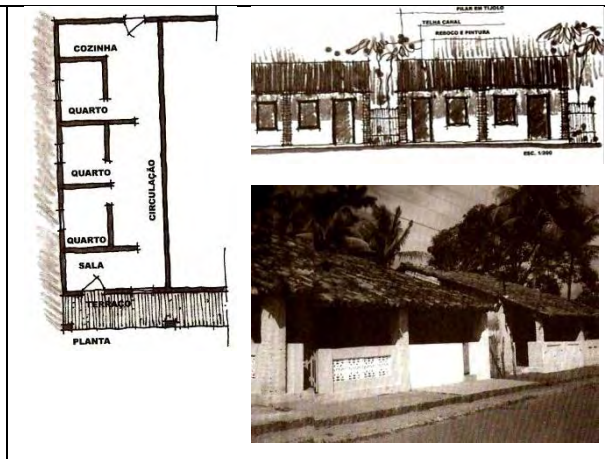 COZINHA
QUARTO
QUARTO
CIRCULAÇÃO
QUARTO
SALA
TERRAÇO
PLANTA
PILAR EM TIJOLO
TELHA CANAL
REBOCO E PINTURA
ESC. 1:200